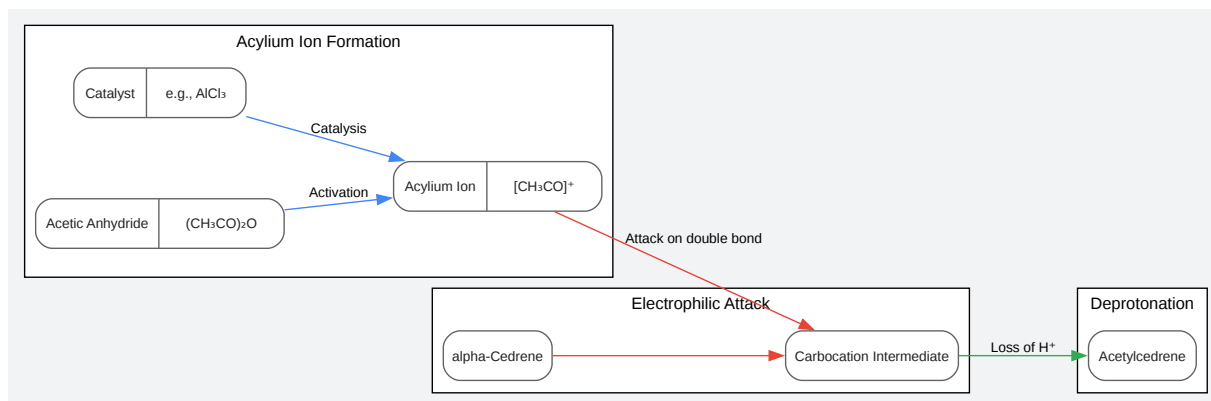 Acylium Ion Formation
Catalyst
e.g., AlCl₃
Catalysis
Acylium Ion
[CH₃CO]⁺
Activation
Acetic Anhydride
(CH₃CO)₂O
Attack on double bond
Electrophilic Attack
alpha-Cedrene
Carbocation Intermediate
Loss of H⁺
Deprotonation
Acetylcedrene